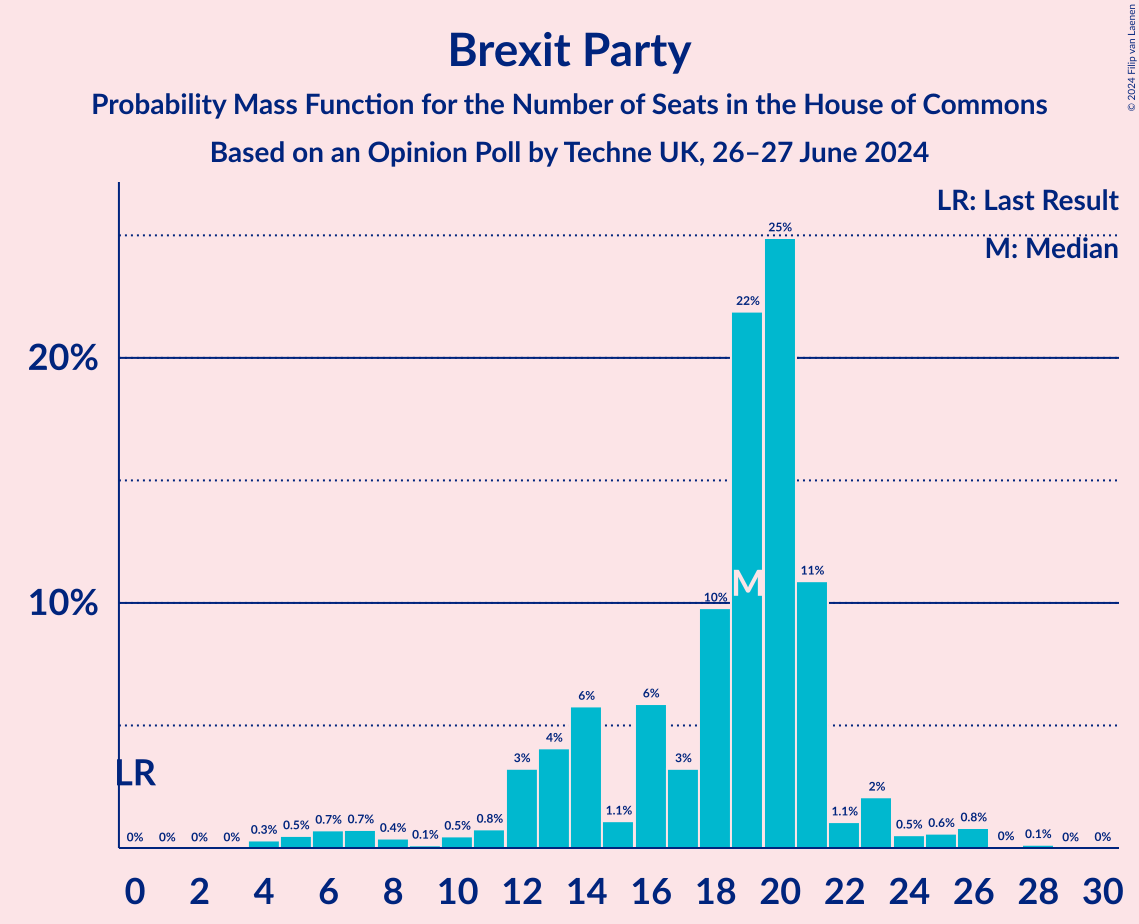 Brexit Party
Probability Mass Function for the Number of Seats in the House of Commons
Based on an Opinion Poll by Techne UK, 26–27 June 2024
© 2024 Filip van Laenen
LR: Last Result
M: Median
25%
22%
20%
11%
M
10%
10%
6%
6%
4%
3%
3%
LR
2%
1.1%
1.1%
0% 0% 0% 0% 0.3% 0.5% 0.7% 0.7% 0.4% 0.1% 0.5% 0.8% 0.5% 0.6% 0.8% 0% 0.1% 0% 0%
0 2 4 6 8 10 12 14 16 18 20 22 24 26 28 30